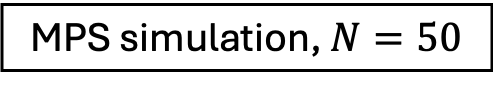 MPS simulation, N = 50